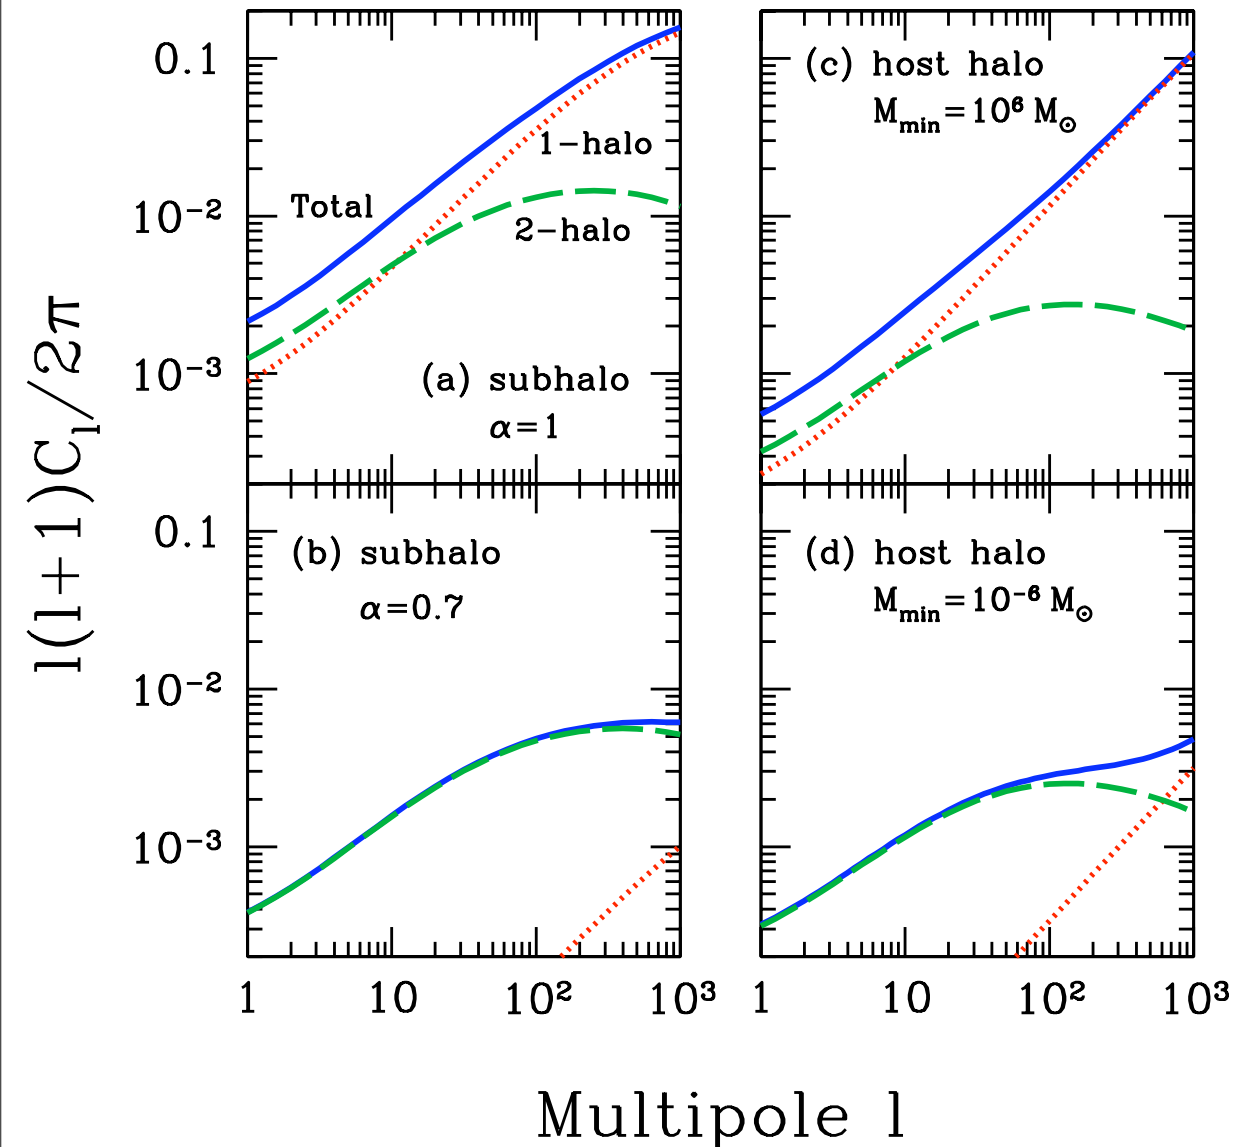 l(l+1)C_l/2π
0.1
10⁻²
10⁻³
Total
1-halo
2-halo
(a) subhalo
α=1
(c) host halo
M_min=10⁶ M_⊙
0.1
10⁻²
10⁻³
(b) subhalo
α=0.7
(d) host halo
M_min=10⁻⁶ M_⊙
1 10 10² 10³
1 10 10² 10³
Multipole l